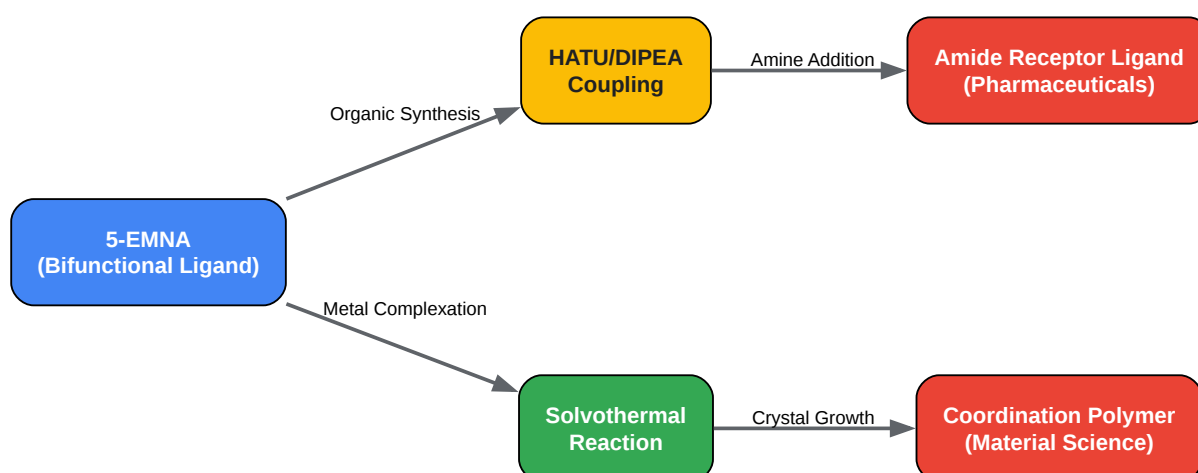 HATU/DIPEA
Coupling
Amine Addition
Amide Receptor Ligand
(Pharmaceuticals)
Organic Synthesis
5-EMNA
(Bifunctional Ligand)
Metal Complexation
Solvothermal
Reaction
Crystal Growth
Coordination Polymer
(Material Science)